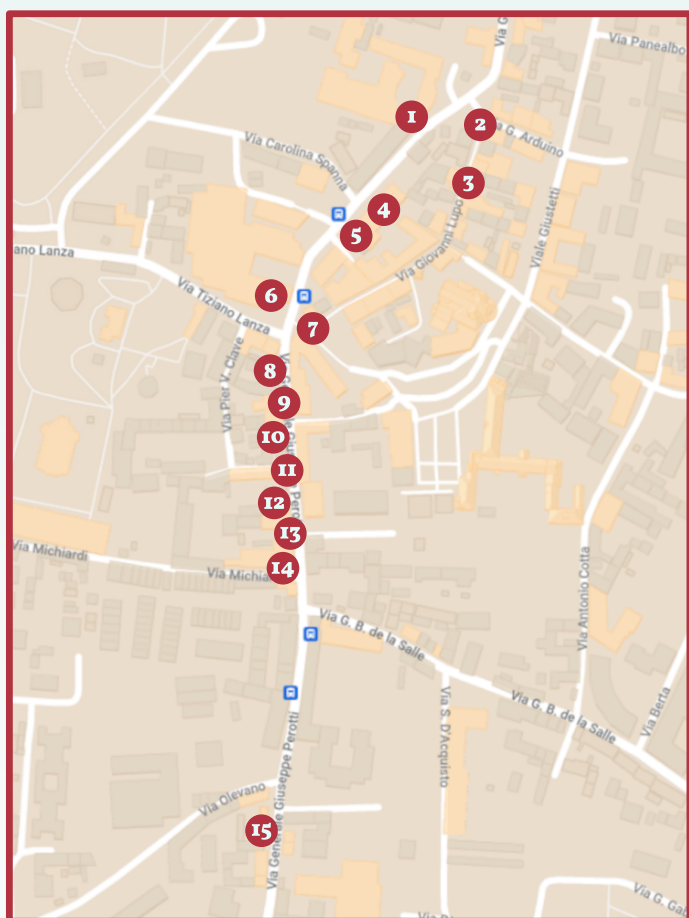 Via G
Via Panealbo
1
2
Via G. Arduino
Via Carolina Spanna
3
4
Viale Giustetti
5
Via Giovanni Lupo
ano Lanza
6
Via Tiziano Lanza
7
Via Pier V. Clave
8
9
10
11
12
13
Via Michiardi
14
Via G. B. de la Salle
Via Antonio Cotta
Via S. D'Acquisto
Via G. B. de la Salle
Via Berta
Via Olevano
Via Generale Giuseppe Perotti
15